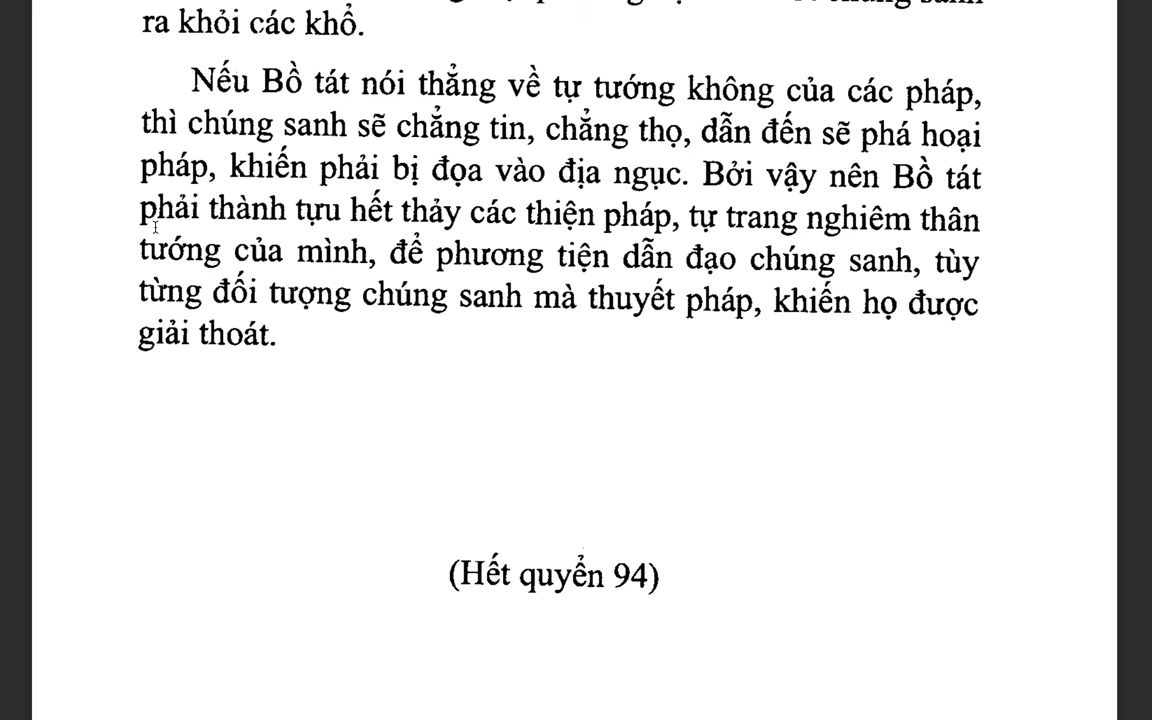 ra khỏi các khổ.
Nếu Bồ tát nói thẳng về tự tướng không của các pháp,
thì chúng sanh sẽ chẳng tin, chẳng thọ, dẫn đến sẽ phá hoại
pháp, khiến phải bị đọa vào địa ngục. Bởi vậy nên Bồ tát
phải thành tựu hết thảy các thiện pháp, tự trang nghiêm thân
tướng của mình, để phương tiện dẫn đạo chúng sanh, tùy
từng đối tượng chúng sanh mà thuyết pháp, khiến họ được
giải thoát.
(Hết quyển 94)